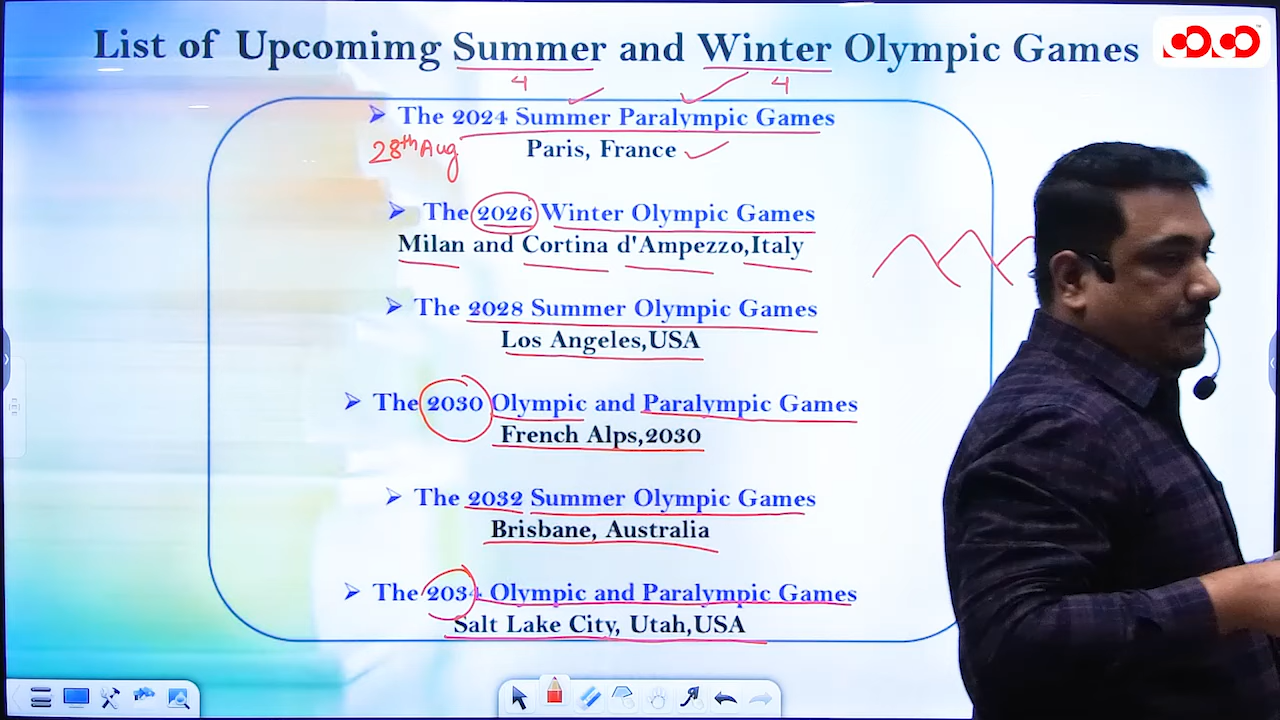 List of Upcomimg Summer and Winter Olympic Games
4 4
➤ The 2024 Summer Paralympic Games
28th Aug Paris, France
➤ The 2026 Winter Olympic Games
Milan and Cortina d'Ampezzo,Italy
➤ The 2028 Summer Olympic Games
Los Angeles,USA
➤ The 2030 Olympic and Paralympic Games
French Alps,2030
➤ The 2032 Summer Olympic Games
Brisbane, Australia
➤ The 2034 Olympic and Paralympic Games
Salt Lake City, Utah,USA